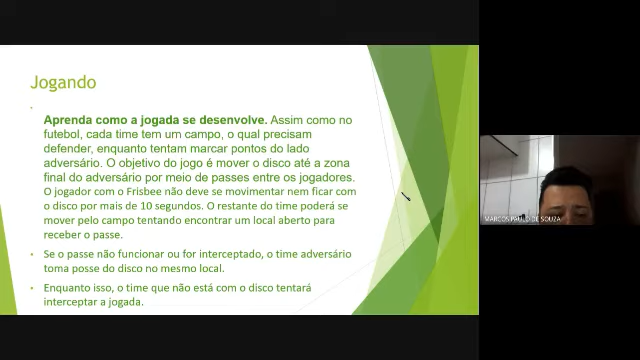 Jogando
Aprenda como a jogada se desenvolve. Assim como no
futebol, cada time tem um campo, o qual precisam
defender, enquanto tentam marcar pontos do lado
adversário. O objetivo do jogo é mover o disco até a zona
final do adversário por meio de passes entre os jogadores.
O jogador com o Frisbee não deve se movimentar nem ficar com
o disco por mais de 10 segundos. O restante do time poderá se
mover pelo campo tentando encontrar um local aberto para
receber o passe.
Se o passe não funcionar ou for interceptado, o time adversário
toma posse do disco no mesmo local.
Enquanto isso, o time que não está com o disco tentará
interceptar a jogada.
MARCOS PAULO DE SOUZA